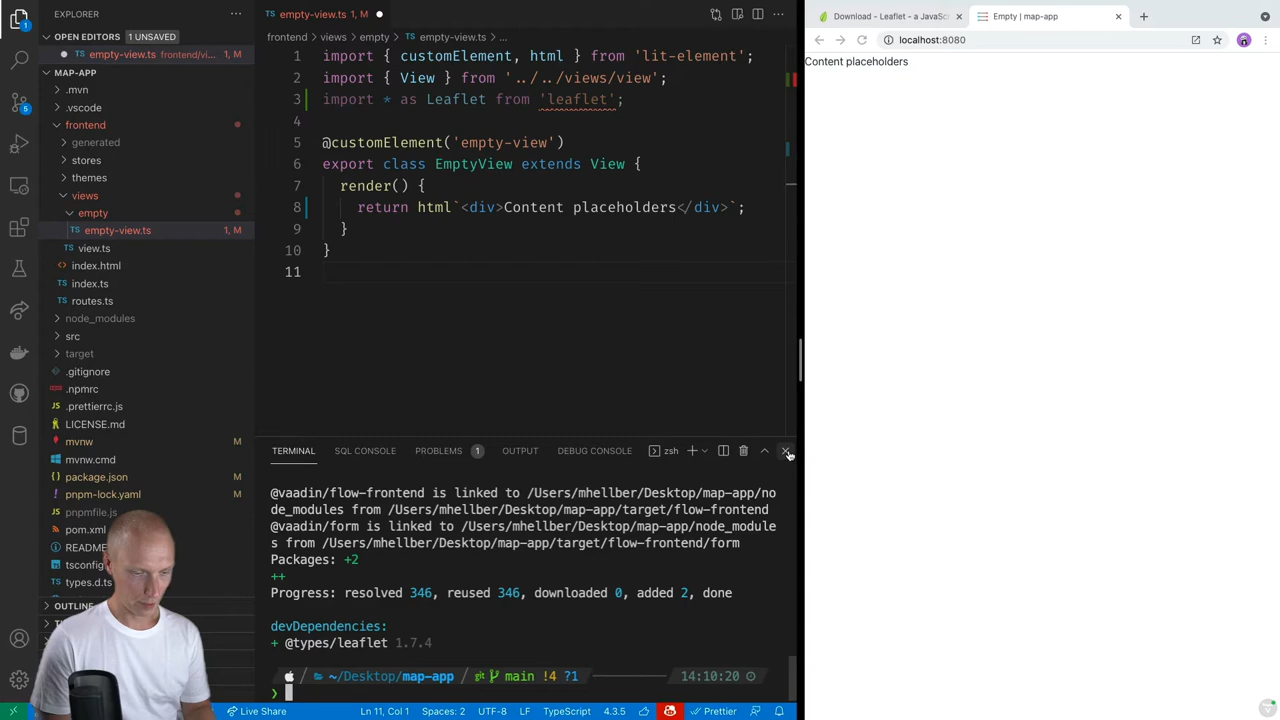 EXPLORER
OPEN EDITORS 1 UNSAVED
empty-view.ts frontend/vi... 1, M
MAP-APP
.mvn
.vscode
frontend
generated
stores
themes
views
empty
empty-view.ts 1, M
view.ts
index.html
index.ts
routes.ts
node_modules
src
target
.gitignore
.npmrc
.prettierrc.js
LICENSE.md
mvnw M
mvnw.cmd
package.json M
pnpm-lock.yaml M
pnpmfile.js
pom.xml
README
tsconfig
types.d.ts
OUTLINE
5
empty-view.ts 1, M
frontend > views > empty > empty-view.ts > ...
1 import { customElement, html } from 'lit-element';
2 import { View } from '../../views/view';
3 import * as Leaflet from 'leaflet';
4
5 @customElement('empty-view')
6 export class EmptyView extends View {
7 render() {
8 return html`<div>Content placeholders</div>`;
9 }
10 }
11
TERMINAL SQL CONSOLE PROBLEMS 1 OUTPUT DEBUG CONSOLE zsh
@vaadin/flow-frontend is linked to /Users/mhellber/Desktop/map-app/no
de_modules from /Users/mhellber/Desktop/map-app/target/flow-frontend
@vaadin/form is linked to /Users/mhellber/Desktop/map-app/node_module
s from /Users/mhellber/Desktop/map-app/target/flow-frontend/form
Packages: +2
++
Progress: resolved 346, reused 346, downloaded 0, added 2, done
devDependencies:
+ @types/leaflet 1.7.4
~/Desktop/map-app git main !4 ?1 14:10:20
❯
Live Share Ln 11, Col 1 Spaces: 2 UTF-8 LF TypeScript 4.3.5 Prettier
Download - Leaflet - a JavaSc
Empty | map-app
localhost:8080
Content placeholders